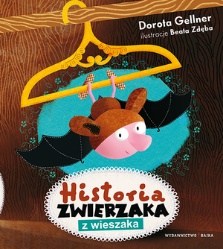 Dorota Gellner
ilustracje Beata Zdęba
Historia
ZWIERZAKA
z wieszaka
WYDAWNICTWO BAJKA